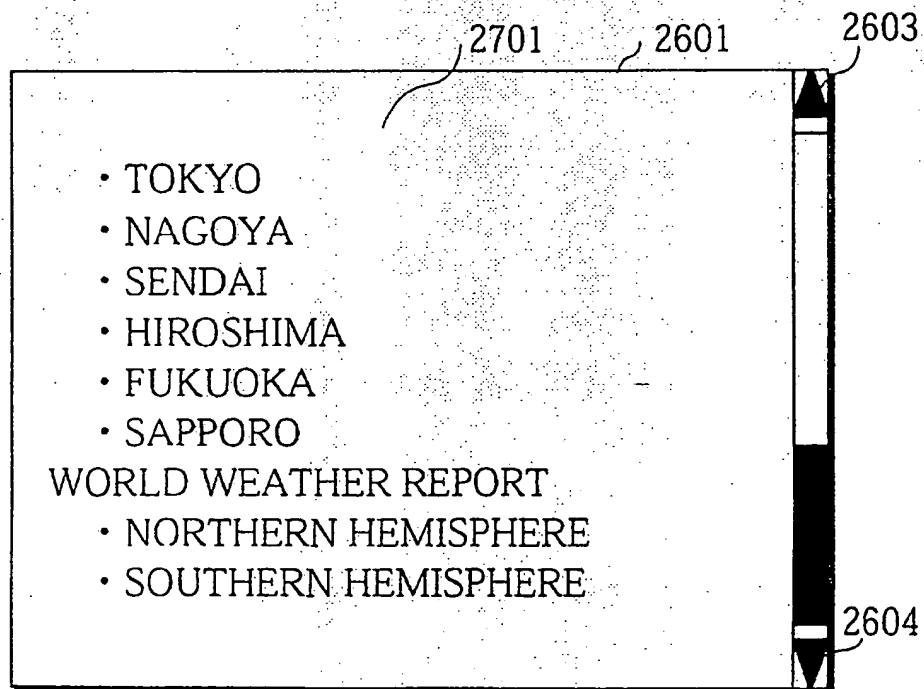 2701 2601 2603
・TOKYO
・NAGOYA
・SENDAI
・HIROSHIMA
・FUKUOKA
・SAPPORO
WORLD WEATHER REPORT
・NORTHERN HEMISPHERE
・SOUTHERN HEMISPHERE
2604